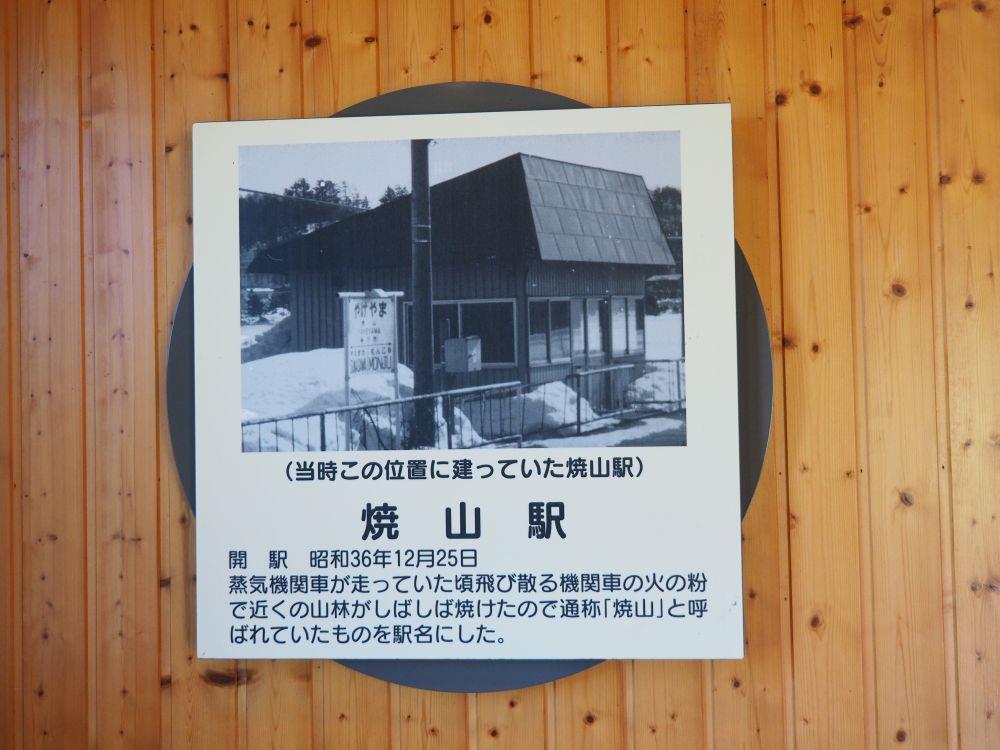 やけやま
(当時この位置に建っていた焼山駅)
焼 山 駅
開 駅 昭和36年12月25日
蒸気機関車が走っていた頃飛び散る機関車の火の粉
で近くの山林がしばしば焼けたので通称「焼山」と呼
ばれていたものを駅名にした。